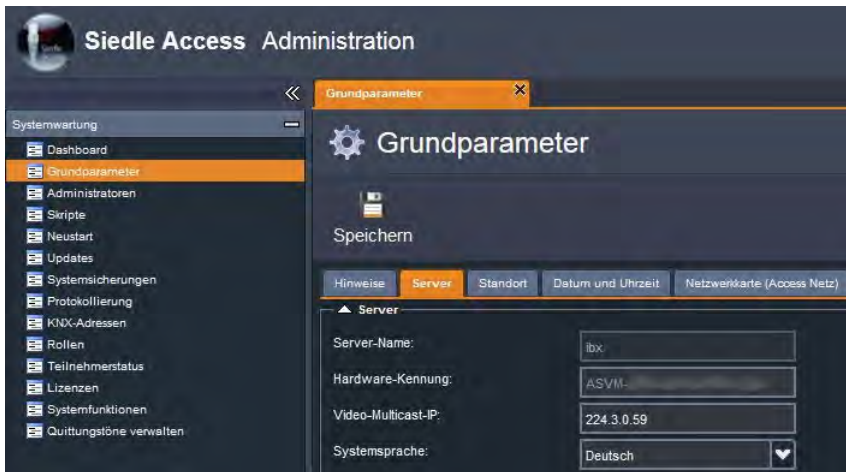 Siedle Access Administration
Grundparameter
Systemwartung
Dashboard
Grundparameter
Administratoren
Skripte
Neustart
Updates
Systemsicherungen
Protokollierung
KNX-Adressen
Rollen
Teilnehmerstatus
Lizenzen
Systemfunktionen
Quittungstöne verwalten
Grundparameter
Speichern
Hinweise Server Standort Datum und Uhrzeit Netzwerkkarte (Access Netz)
Server
Server-Name: ibx
Hardware-Kennung: ASVM-
Video-Multicast-IP: 224.3.0.59
Systemsprache: Deutsch